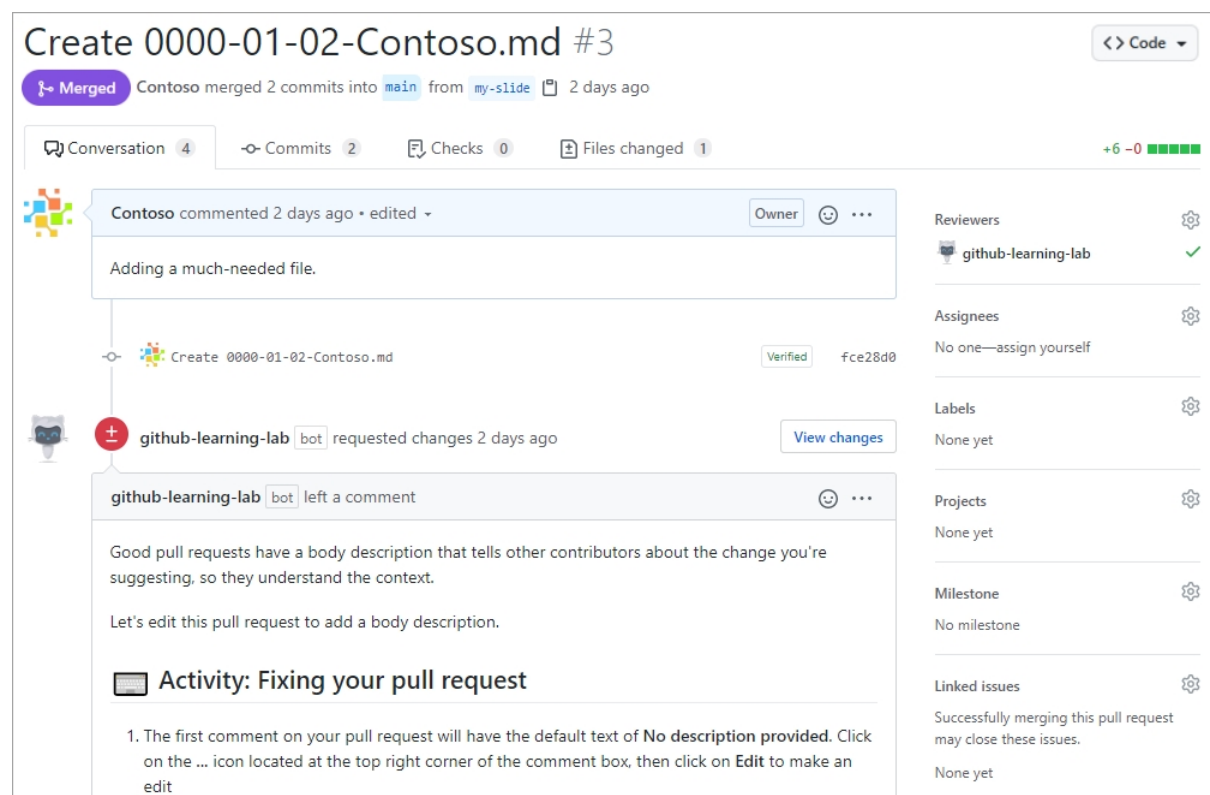 Create 0000-01-02-Contoso.md #3
<> Code
Merged Contoso merged 2 commits into main from my-slide 2 days ago
Conversation 4 Commits 2 Checks 0 Files changed 1
+6 −0
Contoso commented 2 days ago • edited
Owner
Adding a much-needed file.
Create 0000-01-02-Contoso.md Verified fce28d0
github-learning-lab bot requested changes 2 days ago View changes
github-learning-lab bot left a comment
Good pull requests have a body description that tells other contributors about the change you're
suggesting, so they understand the context.
Let's edit this pull request to add a body description.
Activity: Fixing your pull request
1. The first comment on your pull request will have the default text of No description provided. Click
on the ... icon located at the top right corner of the comment box, then click on Edit to make an
edit
Reviewers
github-learning-lab
Assignees
No one—assign yourself
Labels
None yet
Projects
None yet
Milestone
No milestone
Linked issues
Successfully merging this pull request
may close these issues.
None yet